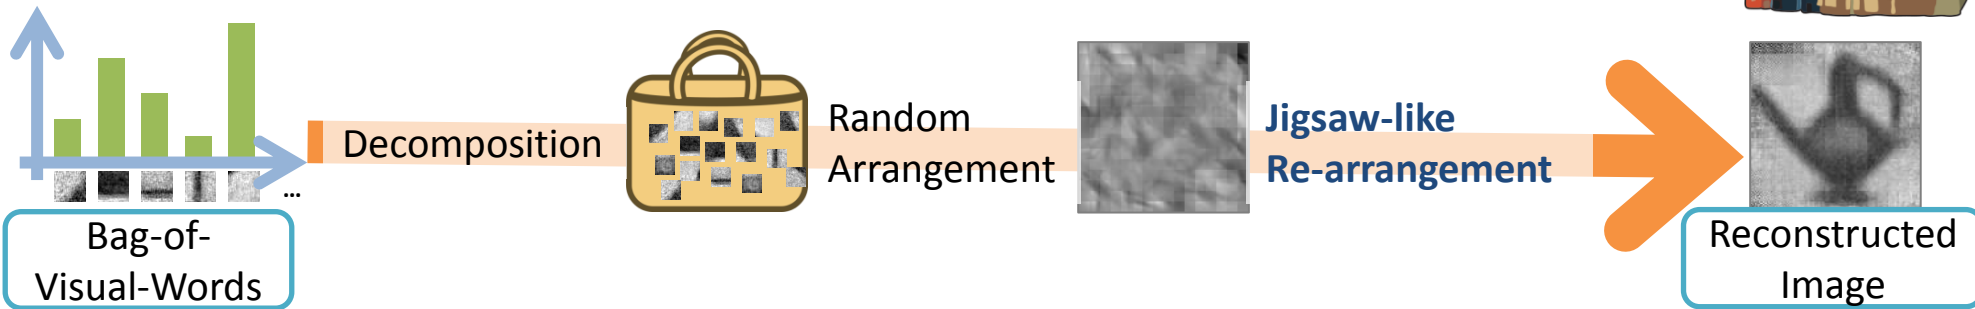 Decomposition
Random
Arrangement
Jigsaw-like
Re-arrangement
...
Bag-of-
Visual-Words
Reconstructed
Image